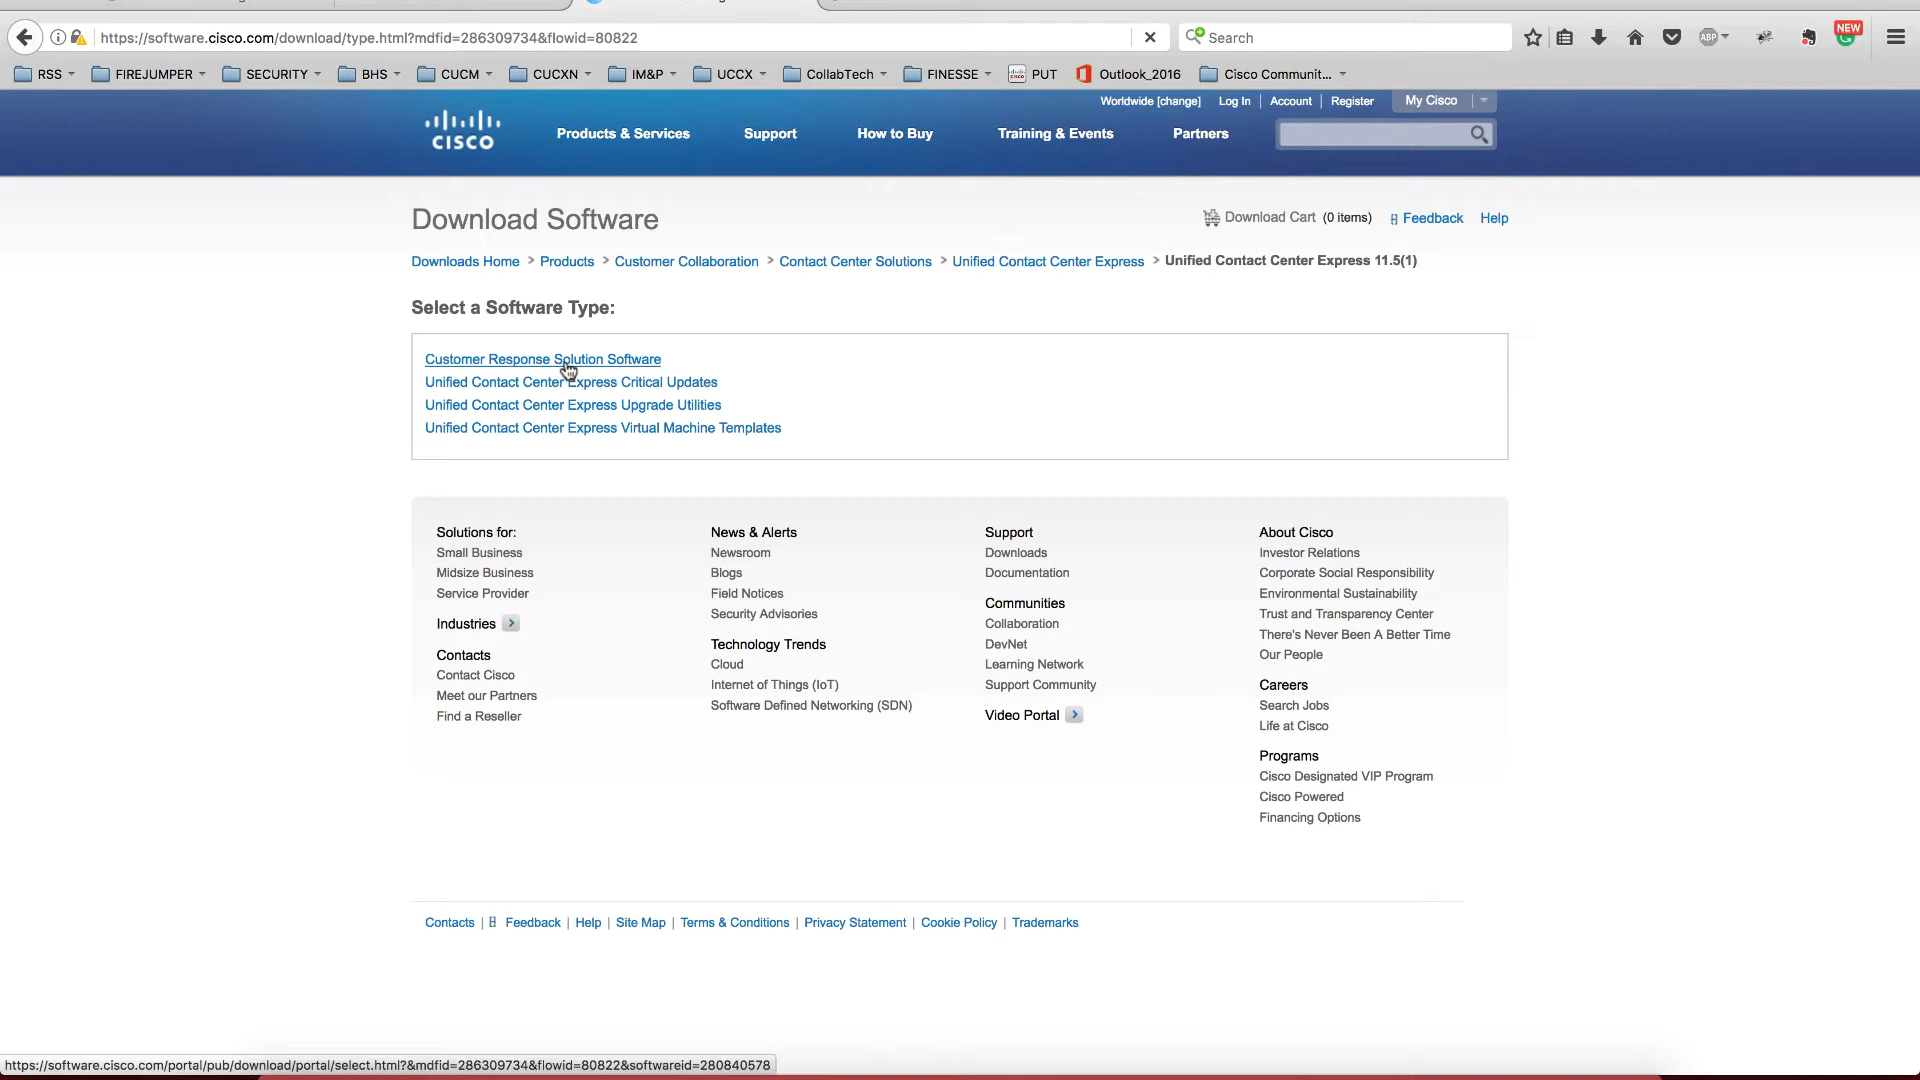 https://software.cisco.com/download/type.html?mdfid=286309734&flowid=80822
Search
ABP
NEW
RSS
FIREJUMPER
SECURITY
BHS
CUCM
CUCXN
IM&P
UCCX
CollabTech
FINESSE
PUT
Outlook_2016
Cisco Communit...
Worldwide [change] Log In Account Register My Cisco
CISCO
Products & Services Support How to Buy Training & Events Partners
Download Software
Download Cart (0 items) Feedback Help
Downloads Home > Products > Customer Collaboration > Contact Center Solutions > Unified Contact Center Express > Unified Contact Center Express 11.5(1)
Select a Software Type:
Customer Response Solution Software
Unified Contact Center Express Critical Updates
Unified Contact Center Express Upgrade Utilities
Unified Contact Center Express Virtual Machine Templates
Solutions for:
Small Business
Midsize Business
Service Provider
Industries
Contacts
Contact Cisco
Meet our Partners
Find a Reseller
News & Alerts
Newsroom
Blogs
Field Notices
Security Advisories
Technology Trends
Cloud
Internet of Things (IoT)
Software Defined Networking (SDN)
Support
Downloads
Documentation
Communities
Collaboration
DevNet
Learning Network
Support Community
Video Portal
About Cisco
Investor Relations
Corporate Social Responsibility
Environmental Sustainability
Trust and Transparency Center
There's Never Been A Better Time
Our People
Careers
Search Jobs
Life at Cisco
Programs
Cisco Designated VIP Program
Cisco Powered
Financing Options
Contacts | Feedback | Help | Site Map | Terms & Conditions | Privacy Statement | Cookie Policy | Trademarks
https://software.cisco.com/portal/pub/download/portal/select.html?&mdfid=286309734&flowid=80822&softwareid=280840578